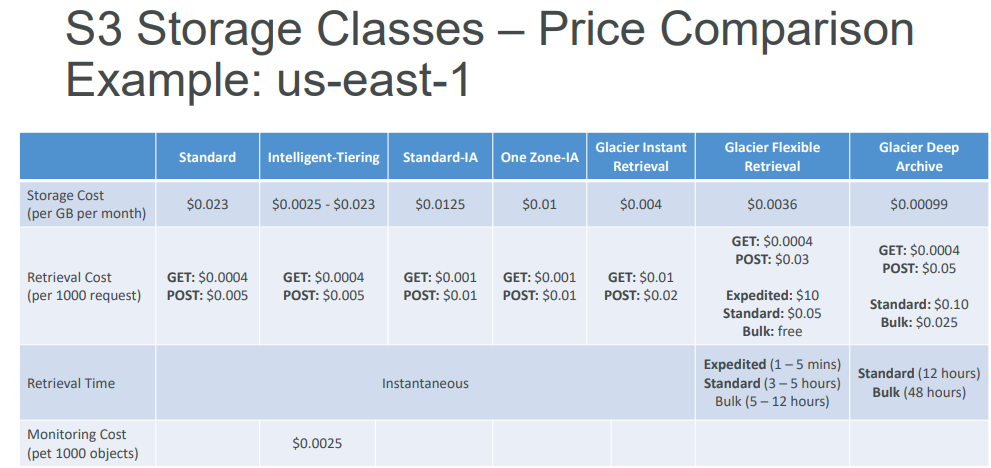 S3 Storage Classes – Price Comparison
Example: us-east-1
Standard
Intelligent-Tiering
Standard-IA
One Zone-IA
Glacier Instant
Retrieval
Glacier Flexible
Retrieval
Glacier Deep
Archive
Storage Cost
(per GB per month)
$0.023
$0.0025 - $0.023
$0.0125
$0.01
$0.004
$0.0036
$0.00099
Retrieval Cost
(per 1000 request)
GET: $0.0004
POST: $0.005
GET: $0.0004
POST: $0.005
GET: $0.001
POST: $0.01
GET: $0.001
POST: $0.01
GET: $0.01
POST: $0.02
GET: $0.0004
POST: $0.03
Expedited: $10
Standard: $0.05
Bulk: free
GET: $0.0004
POST: $0.05
Standard: $0.10
Bulk: $0.025
Retrieval Time
Instantaneous
Expedited (1 – 5 mins)
Standard (3 – 5 hours)
Bulk (5 – 12 hours)
Standard (12 hours)
Bulk (48 hours)
Monitoring Cost
(pet 1000 objects)
$0.0025